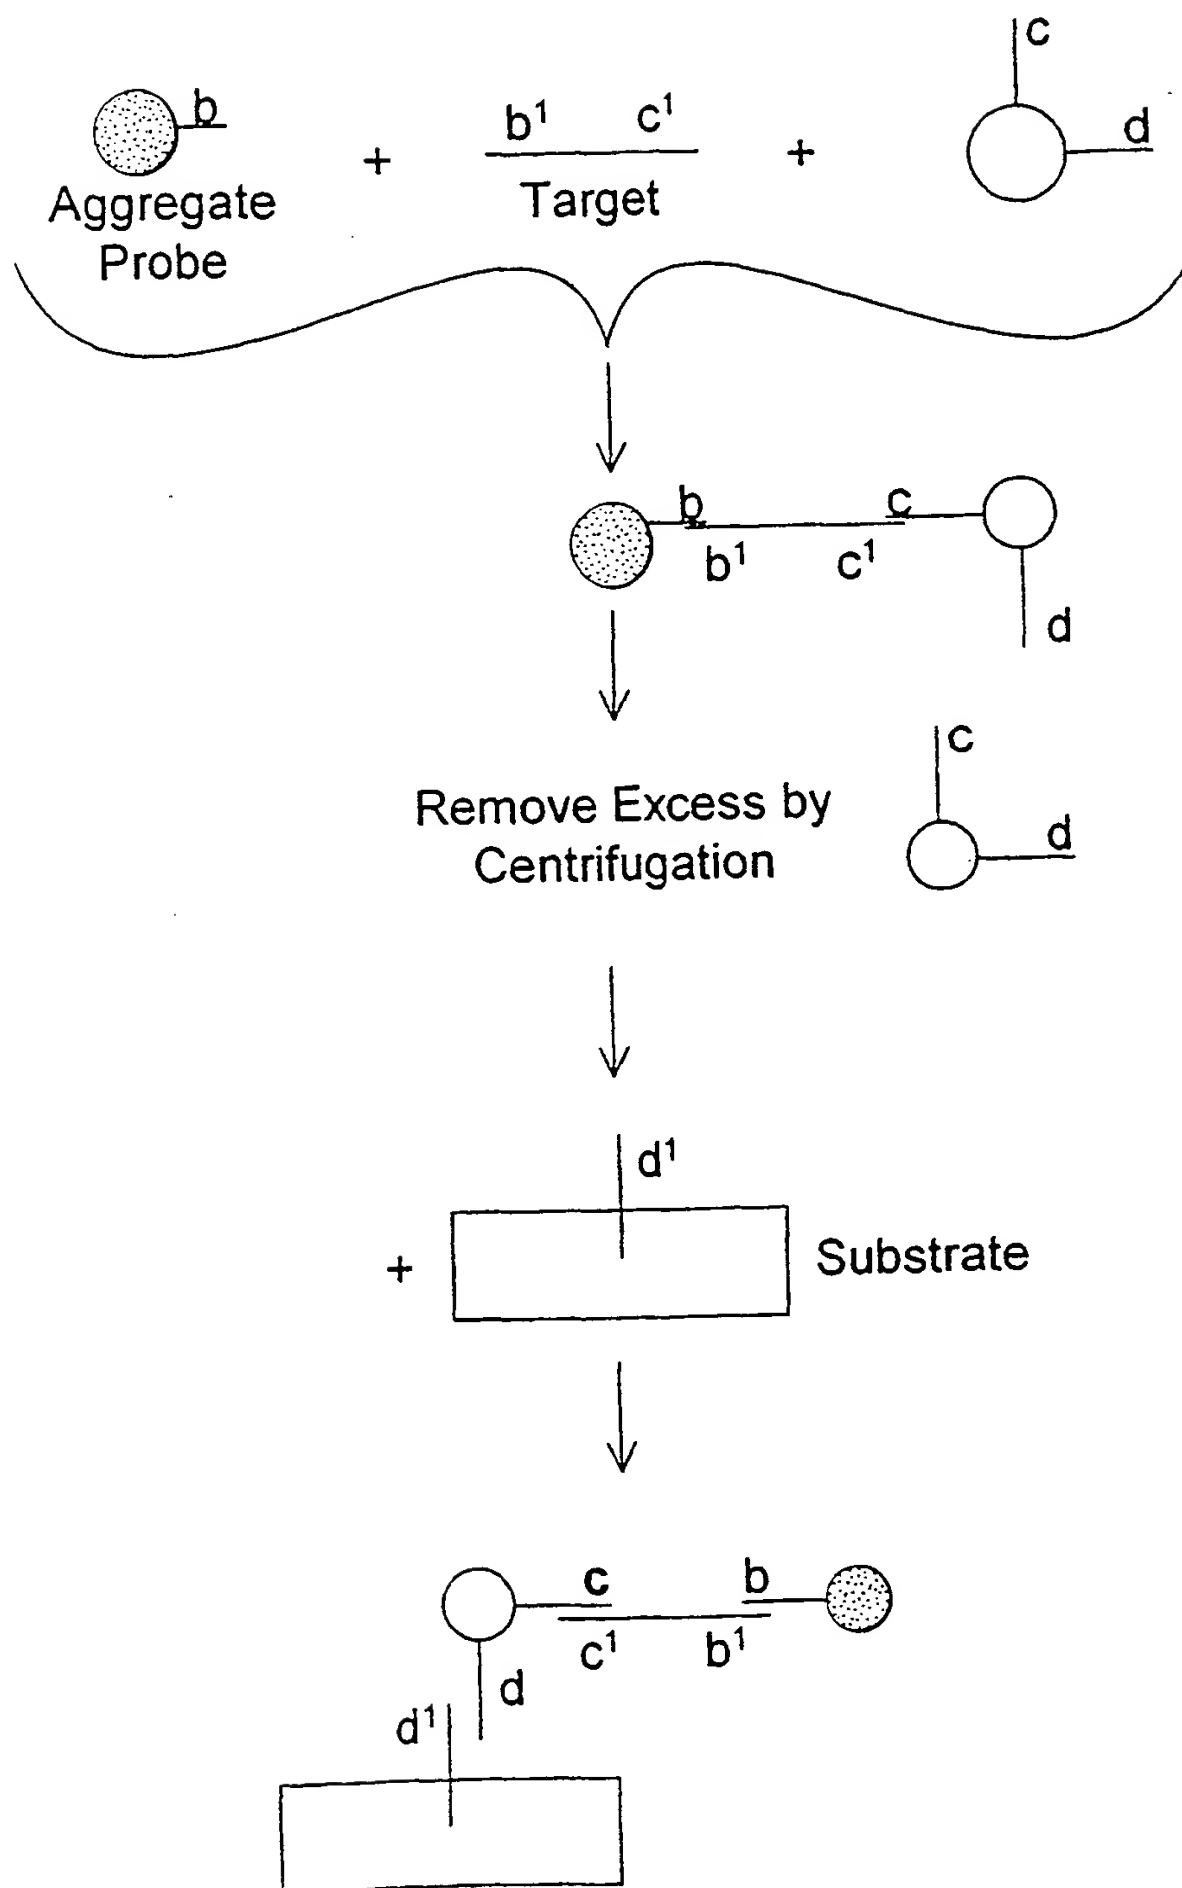 c
b
b¹ c¹
d
+
+
Aggregate
Probe
Target
b c
b¹ c¹
d
c
d
Remove Excess by
Centrifugation
d¹
+
Substrate
c b
c¹ b¹
d
d¹